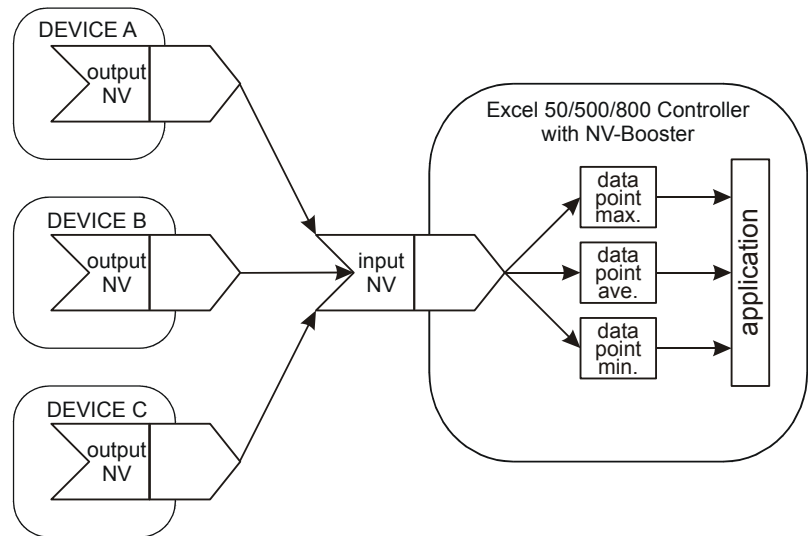 DEVICE A
output
NV
DEVICE B
output
NV
DEVICE C
output
NV
input
NV
Excel 50/500/800 Controller
with NV-Booster
data
point
max.
data
point
ave.
data
point
min.
application